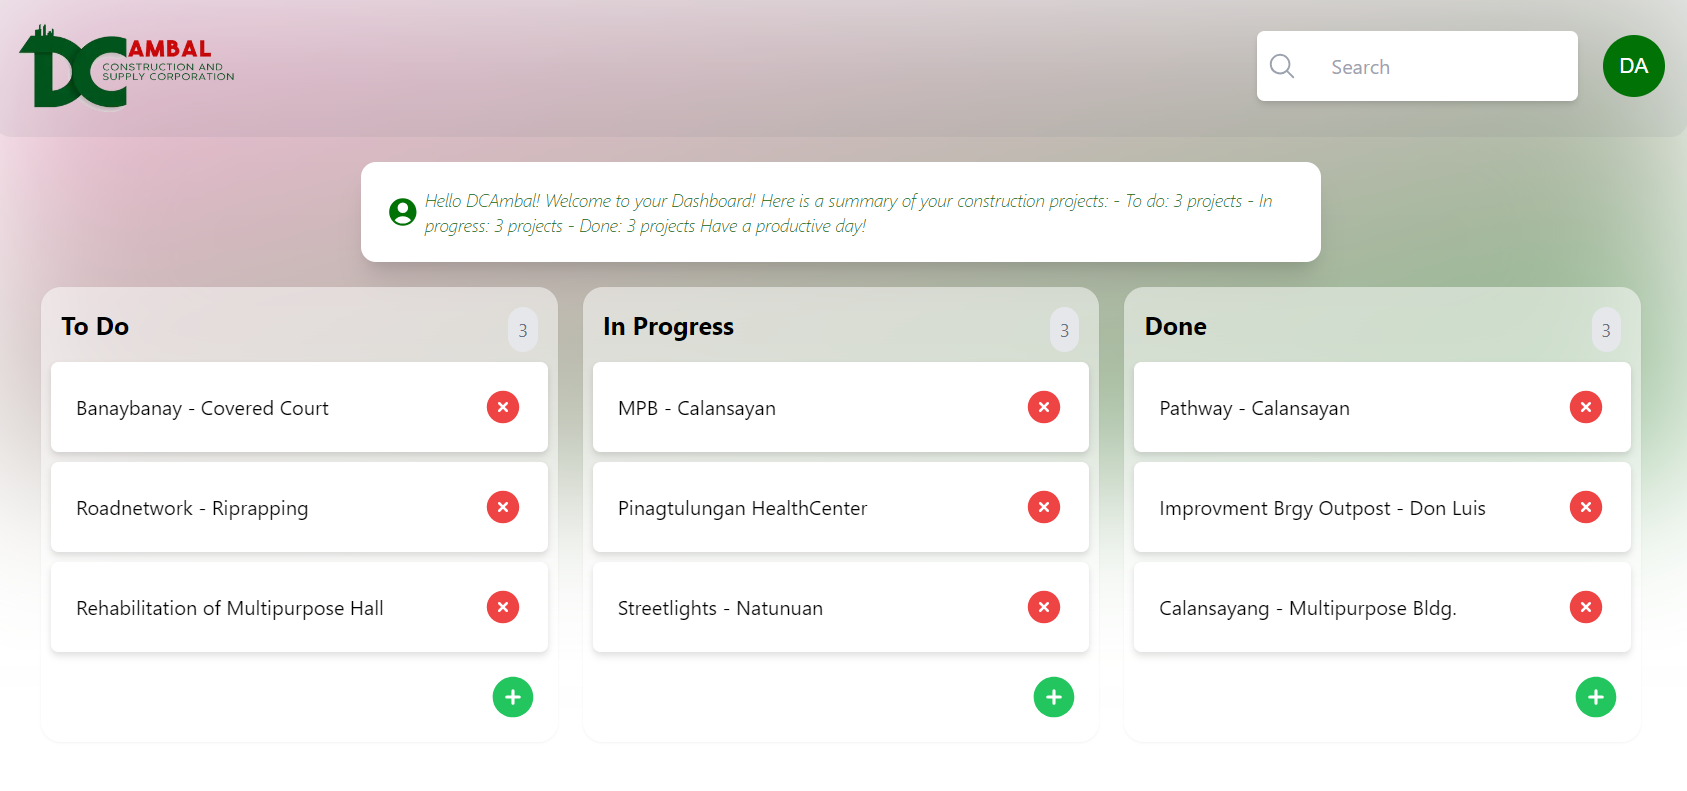 DC AMBAL
CONSTRUCTION AND
SUPPLY CORPORATION
Search
DA
Hello DCAmbal! Welcome to your Dashboard! Here is a summary of your construction projects: - To do: 3 projects - In
progress: 3 projects - Done: 3 projects Have a productive day!
To Do
3
Banaybanay - Covered Court
Roadnetwork - Riprapping
Rehabilitation of Multipurpose Hall
In Progress
3
MPB - Calansayan
Pinagtulungan HealthCenter
Streetlights - Natunuan
Done
3
Pathway - Calansayan
Improvment Brgy Outpost - Don Luis
Calansayang - Multipurpose Bldg.